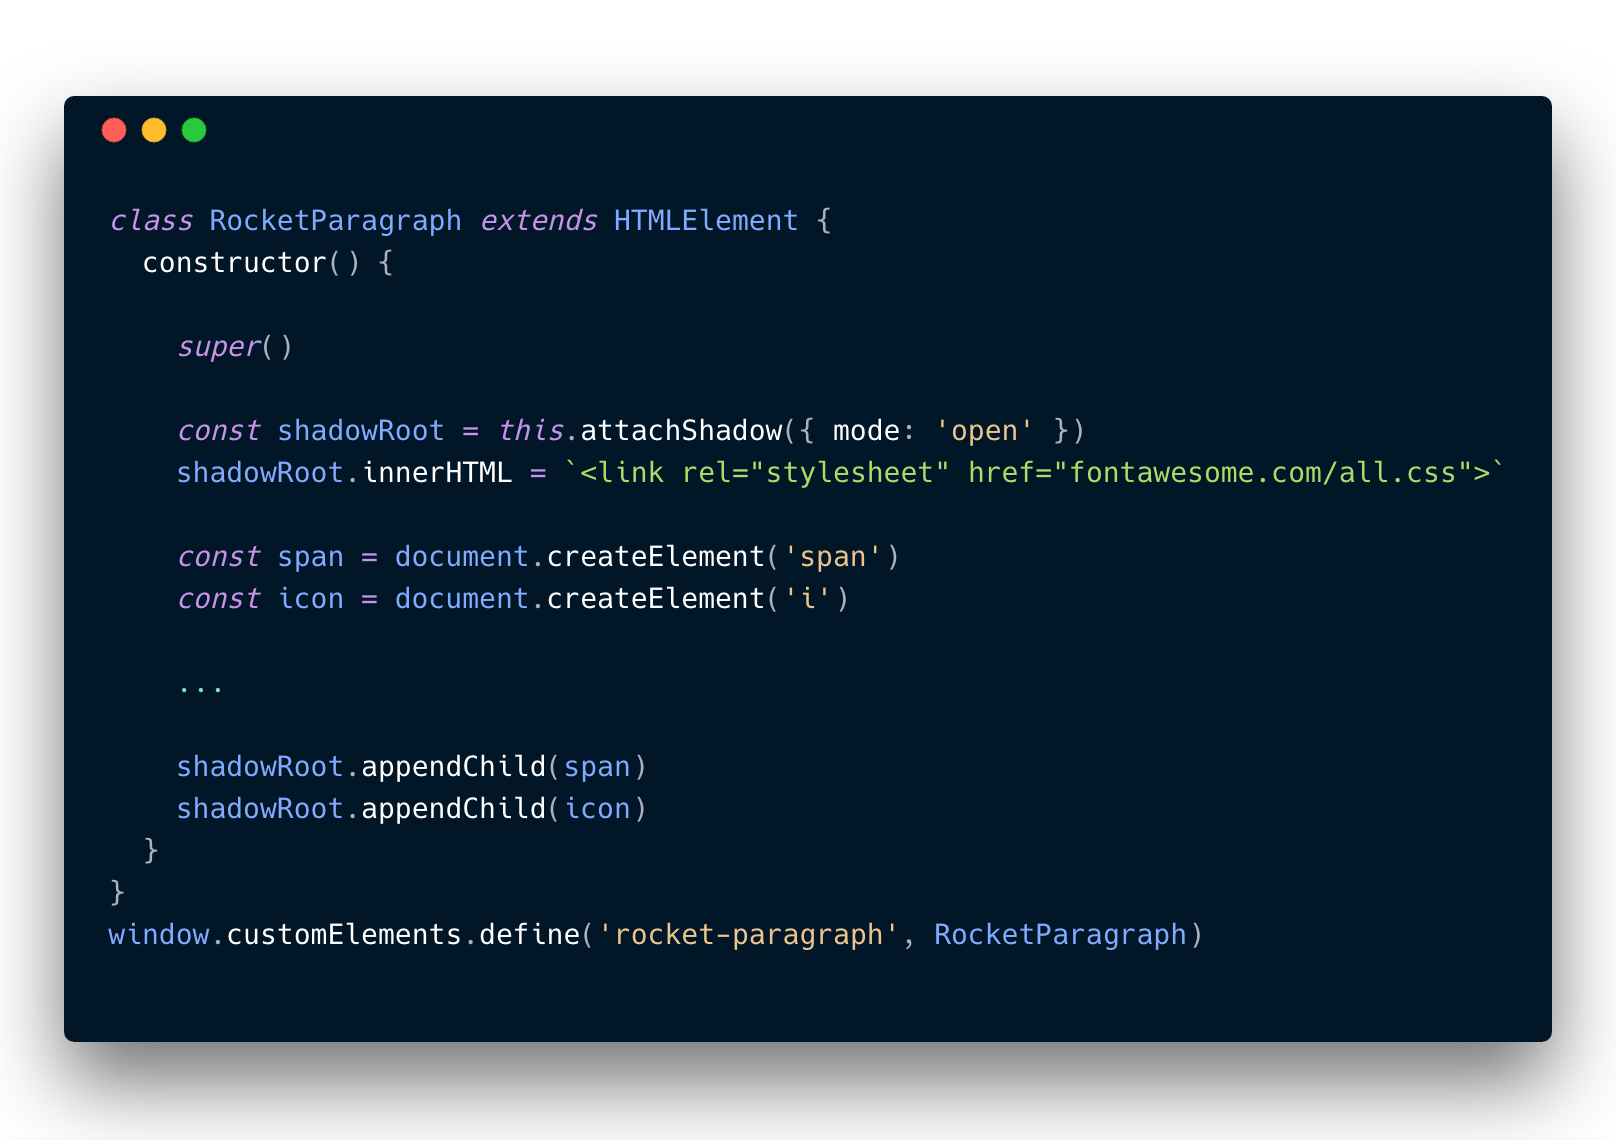 class RocketParagraph extends HTMLElement {
  constructor() {

    super()

    const shadowRoot = this.attachShadow({ mode: 'open' })
    shadowRoot.innerHTML = `<link rel="stylesheet" href="fontawesome.com/all.css">`

    const span = document.createElement('span')
    const icon = document.createElement('i')

    ...

    shadowRoot.appendChild(span)
    shadowRoot.appendChild(icon)
  }
}
window.customElements.define('rocket-paragraph', RocketParagraph)